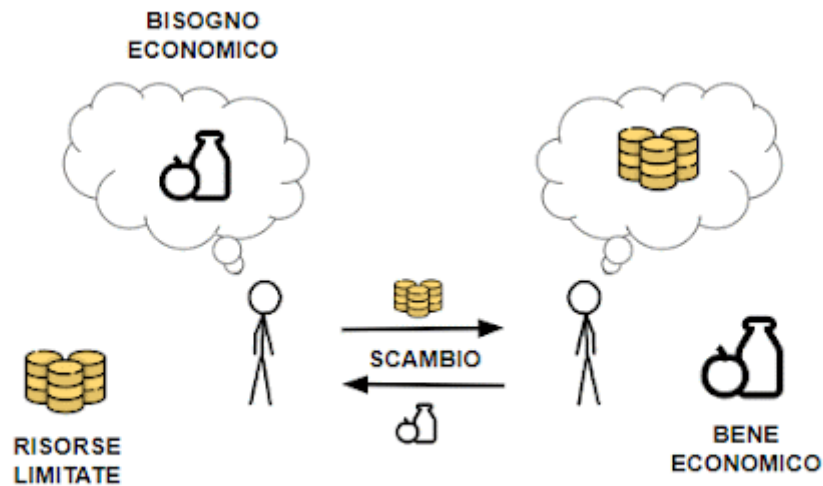 BISOGNO
ECONOMICO
SCAMBIO
RISORSE
LIMITATE
BENE
ECONOMICO